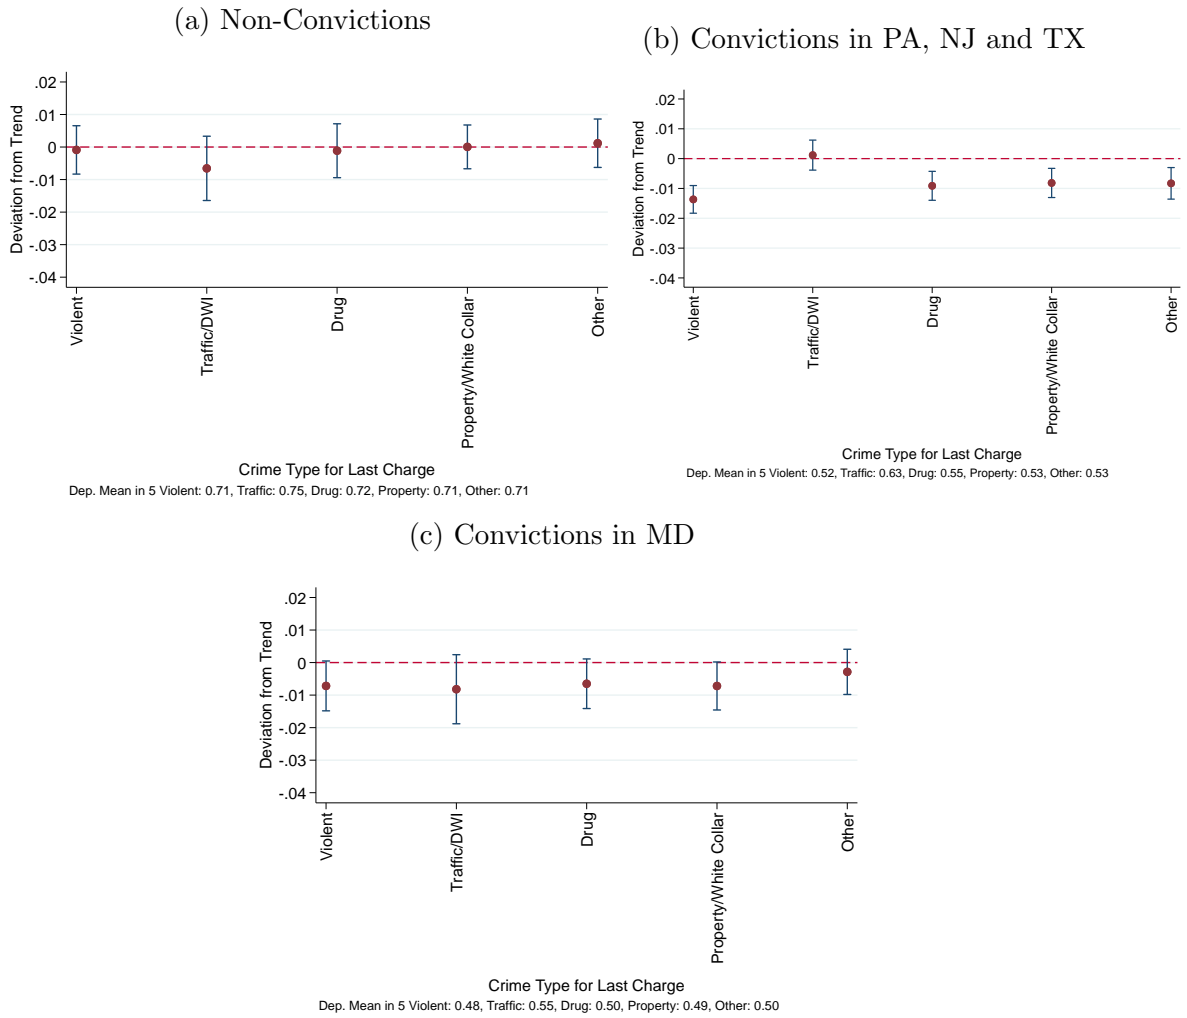 (a) Non-Convictions
Deviation from Trend
.02
.01
0
-.01
-.02
-.03
-.04
Violent
Traffic/DWI
Drug
Property/White Collar
Other
Crime Type for Last Charge
Dep. Mean in 5 Violent: 0.71, Traffic: 0.75, Drug: 0.72, Property: 0.71, Other: 0.71
(b) Convictions in PA, NJ and TX
Deviation from Trend
.02
.01
0
-.01
-.02
-.03
-.04
Violent
Traffic/DWI
Drug
Property/White Collar
Other
Crime Type for Last Charge
Dep. Mean in 5 Violent: 0.52, Traffic: 0.63, Drug: 0.55, Property: 0.53, Other: 0.53
(c) Convictions in MD
Deviation from Trend
.02
.01
0
-.01
-.02
-.03
-.04
Violent
Traffic/DWI
Drug
Property/White Collar
Other
Crime Type for Last Charge
Dep. Mean in 5 Violent: 0.48, Traffic: 0.55, Drug: 0.50, Property: 0.49, Other: 0.50